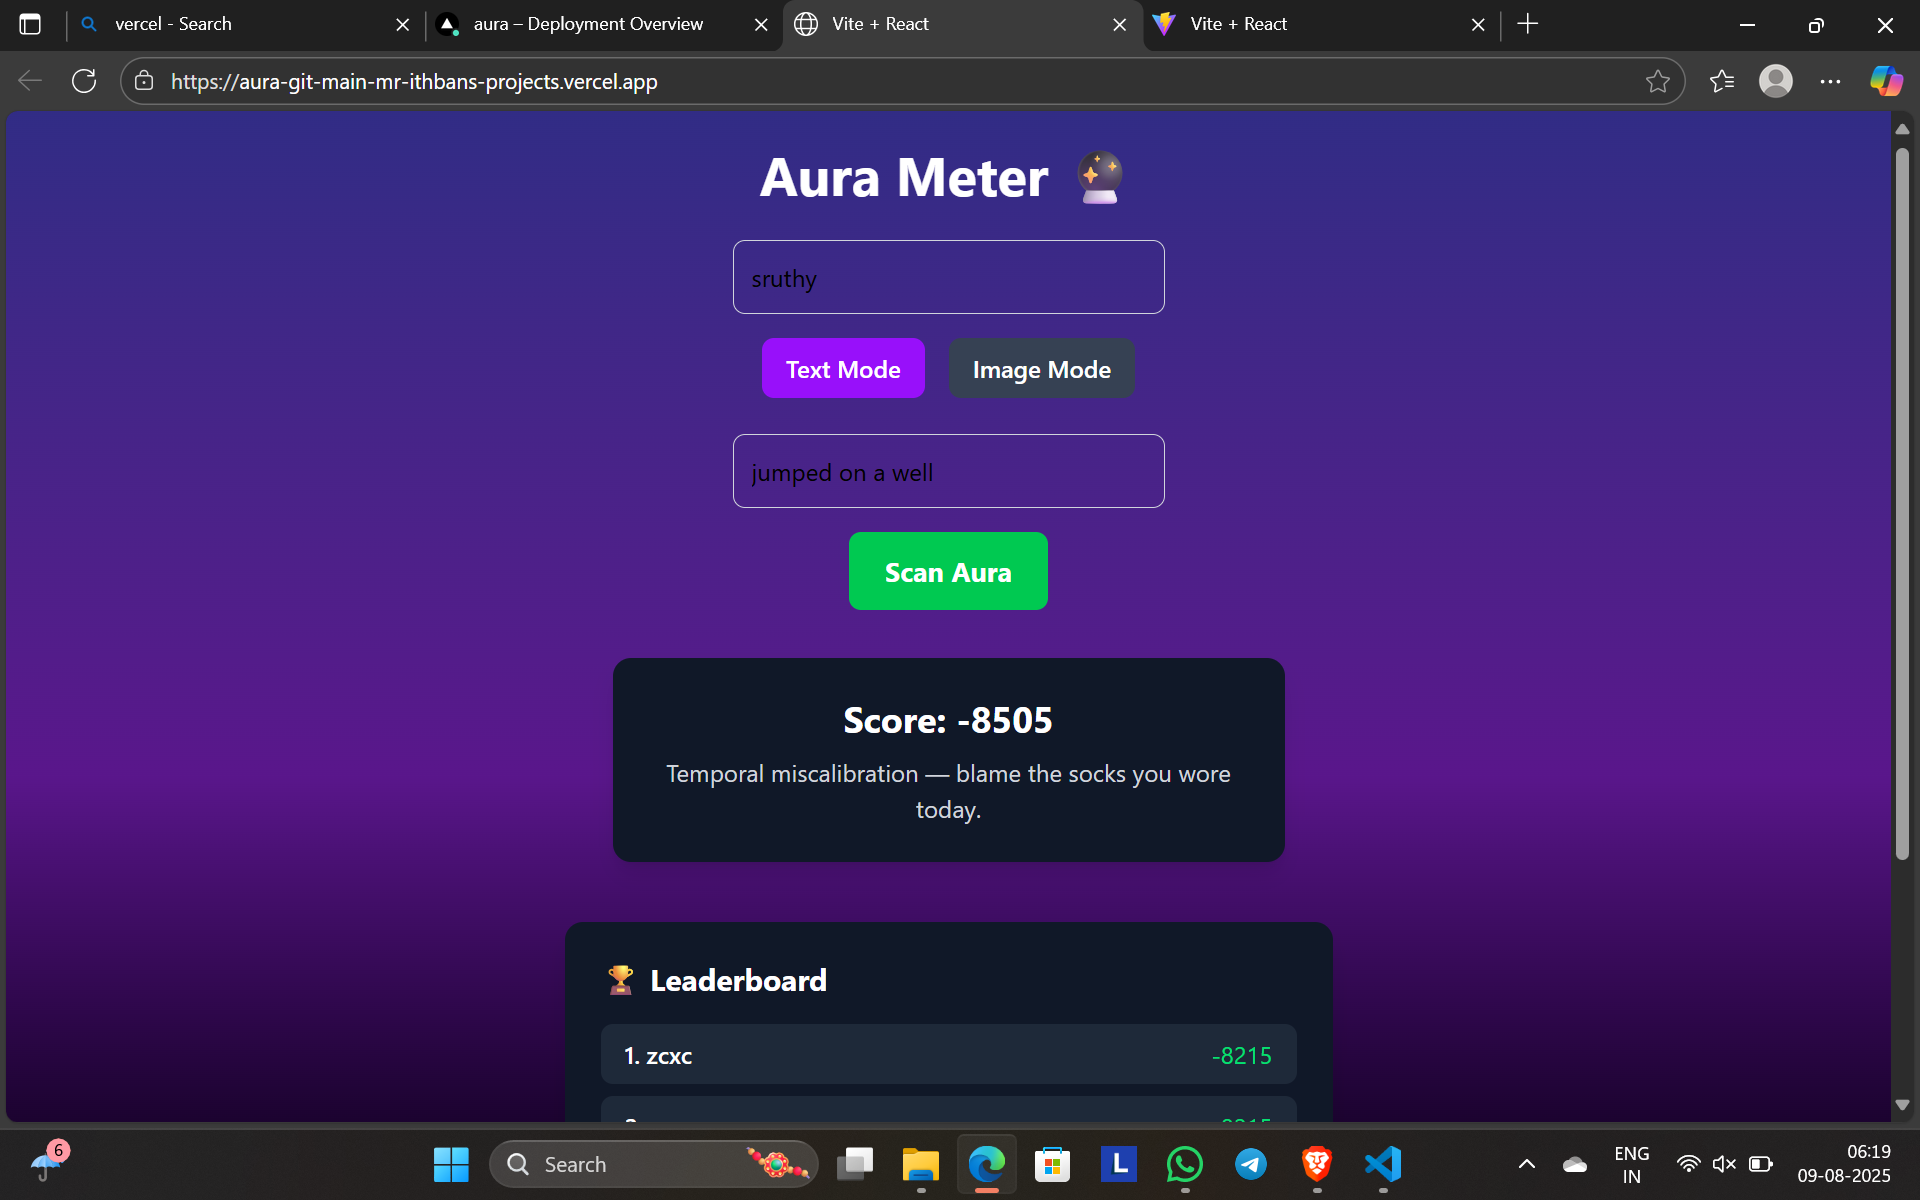 vercel - Search
aura – Deployment Overview
Vite + React
Vite + React
https://aura-git-main-mr-ithbans-projects.vercel.app
Aura Meter
sruthy
Text Mode
Image Mode
jumped on a well
Scan Aura
Score: -8505
Temporal miscalibration — blame the socks you wore
today.
Leaderboard
1. zcxc
-8215
6
Search
L
ENG
IN
06:19
09-08-2025